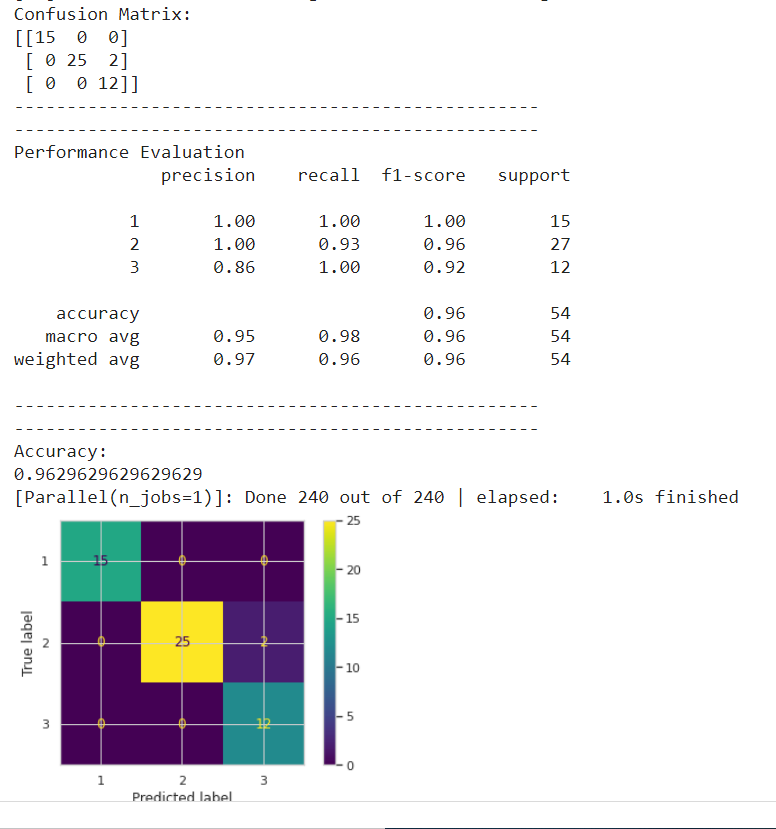 Confusion Matrix:
[[15  0  0]
 [ 0 25  2]
 [ 0  0 12]]
--------------------------------------------------
--------------------------------------------------
Performance Evaluation
              precision    recall  f1-score   support

           1       1.00      1.00      1.00        15
           2       1.00      0.93      0.96        27
           3       0.86      1.00      0.92        12

    accuracy                           0.96        54
   macro avg       0.95      0.98      0.96        54
weighted avg       0.97      0.96      0.96        54

--------------------------------------------------
--------------------------------------------------
Accuracy:
0.9629629629629629
[Parallel(n_jobs=1)]: Done 240 out of 240 | elapsed:    1.0s finished
25
20
15
10
5
0
True label
1 15 0 0
2 0 25 2
3 0 0 12
1 2 3
Predicted label